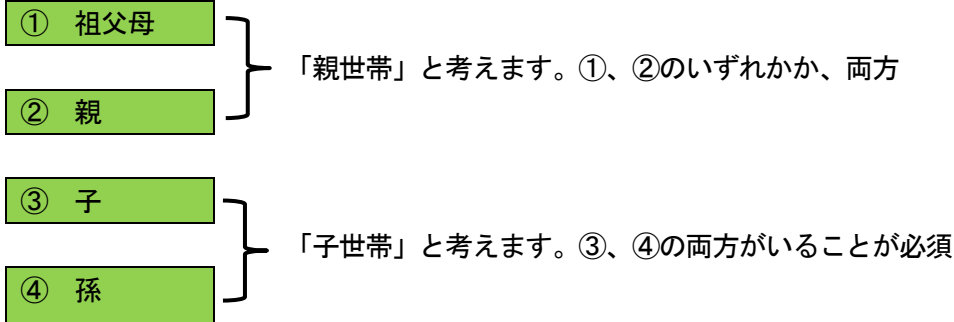 ① 祖父母
「親世帯」と考えます。①、②のいずれかか、両方
② 親
③ 子
「子世帯」と考えます。③、④の両方がいることが必須
④ 孫